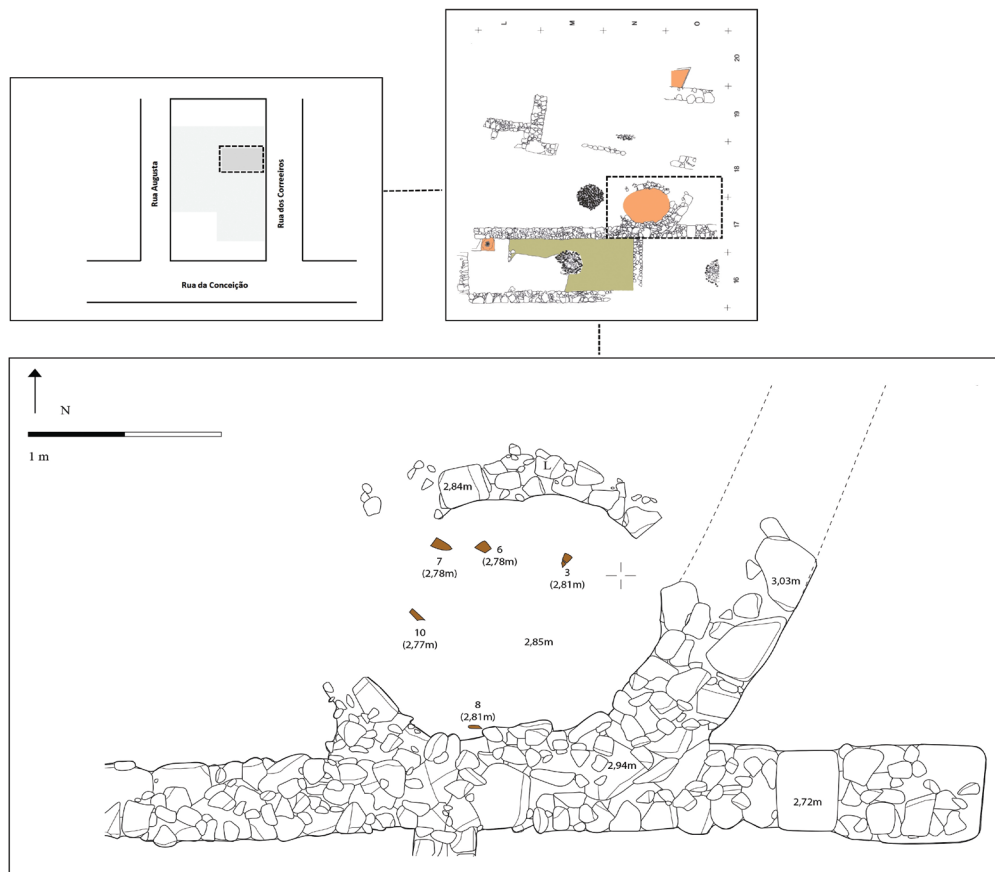 Rua Augusta
Rua dos Correeiros
Rua da Conceição
L
M
N
O
20
19
18
17
16
N
1 m
L
2,84m
7
(2,78m)
6
(2,78m)
3
(2,81m)
3,03m
10
(2,77m)
2,85m
8
(2,81m)
2,94m
2,72m